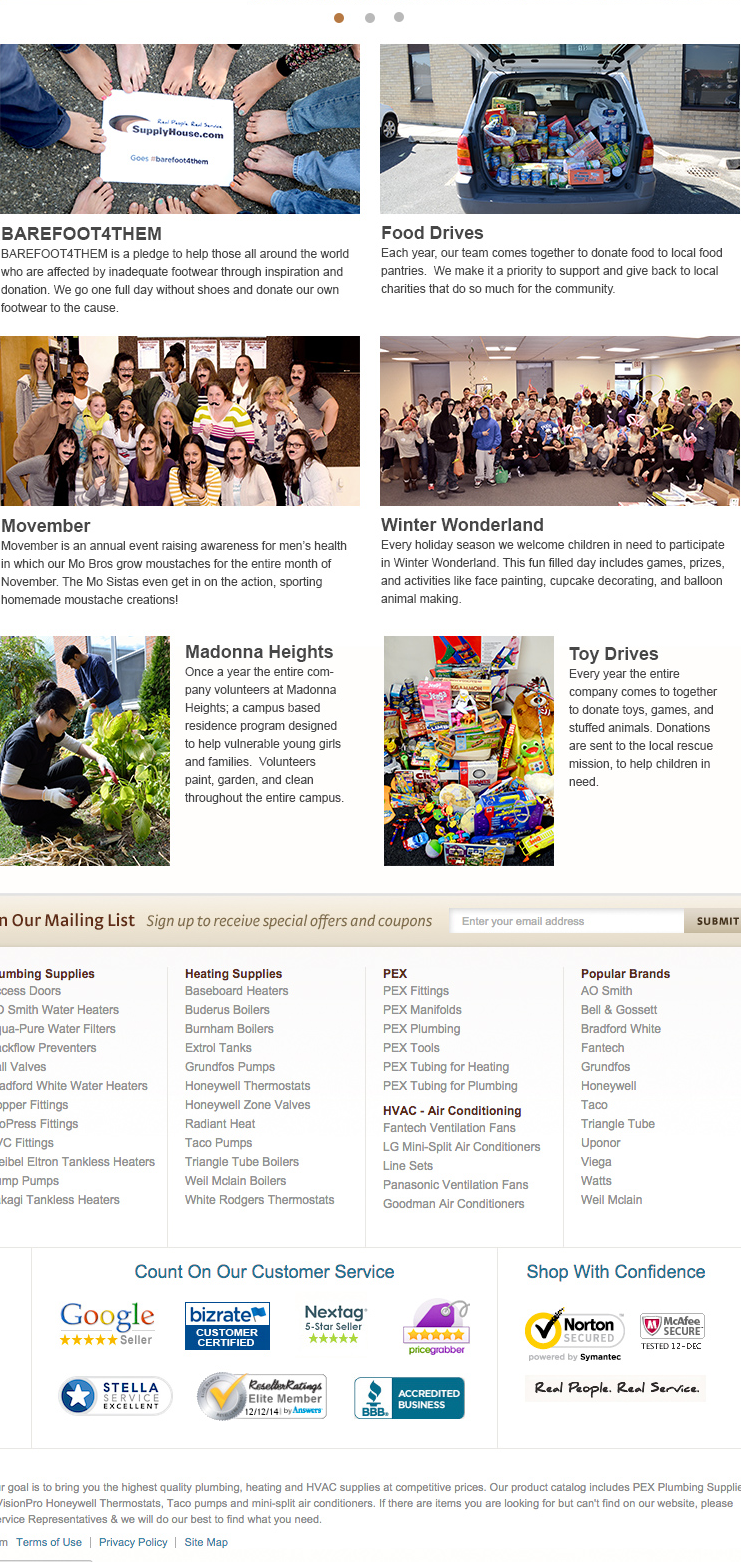 Real People. Real Service
SupplyHouse.com
Goes #barefoot4them
BAREFOOT4THEM
BAREFOOT4THEM is a pledge to help those all around the world
who are affected by inadequate footwear through inspiration and
donation. We go one full day without shoes and donate our own
footwear to the cause.
Food Drives
Each year, our team comes together to donate food to local food
pantries.  We make it a priority to support and give back to local
charities that do so much for the community.
Movember
Movember
Movember is an annual event raising awareness for men's health
in which our Mo Bros grow moustaches for the entire month of
November. The Mo Sistas even get in on the action, sporting
homemade moustache creations!
Winter Wonderland
Every holiday season we welcome children in need to participate
in Winter Wonderland. This fun filled day includes games, prizes,
and activities like face painting, cupcake decorating, and balloon
animal making.
Madonna Heights
Once a year the entire com-
pany volunteers at Madonna
Heights; a campus based
residence program designed
to help vulnerable young girls
and families.  Volunteers
paint, garden, and clean
throughout the entire campus.
Toy Drives
Every year the entire
company comes to together
to donate toys, games, and
stuffed animals. Donations
are sent to the local rescue
mission, to help children in
need.
n Our Mailing List Sign up to receive special offers and coupons Enter your email address SUBMIT
umbing Supplies
ccess Doors
O Smith Water Heaters
qua-Pure Water Filters
ackflow Preventers
all Valves
radford White Water Heaters
opper Fittings
oPress Fittings
VC Fittings
eibel Eltron Tankless Heaters
ump Pumps
akagi Tankless Heaters
Heating Supplies
Baseboard Heaters
Buderus Boilers
Burnham Boilers
Extrol Tanks
Grundfos Pumps
Honeywell Thermostats
Honeywell Zone Valves
Radiant Heat
Taco Pumps
Triangle Tube Boilers
Weil Mclain Boilers
White Rodgers Thermostats
PEX
PEX Fittings
PEX Manifolds
PEX Plumbing
PEX Tools
PEX Tubing for Heating
PEX Tubing for Plumbing
HVAC - Air Conditioning
Fantech Ventilation Fans
LG Mini-Split Air Conditioners
Line Sets
Panasonic Ventilation Fans
Goodman Air Conditioners
Popular Brands
AO Smith
Bell & Gossett
Bradford White
Fantech
Grundfos
Honeywell
Taco
Triangle Tube
Uponor
Viega
Watts
Weil Mclain
Count On Our Customer Service
Google
Seller
bizrate
CUSTOMER
CERTIFIED
Nextag
5-Star Seller
pricegrabber
STELLA
SERVICE
EXCELLENT
ResellerRatings
Elite Member
12/12/14 | by Answers
BBB
ACCREDITED
BUSINESS
Shop With Confidence
Norton
SECURED
powered by Symantec
McAfee
SECURE
TESTED 12-DEC
Real People. Real Service.
ur goal is to bring you the highest quality plumbing, heating and HVAC supplies at competitive prices. Our product catalog includes PEX Plumbing Supplie
VisionPro Honeywell Thermostats, Taco pumps and mini-split air conditioners. If there are items you are looking for but can't find on our website, please
ervice Representatives & we will do our best to find what you need.
m Terms of Use | Privacy Policy | Site Map